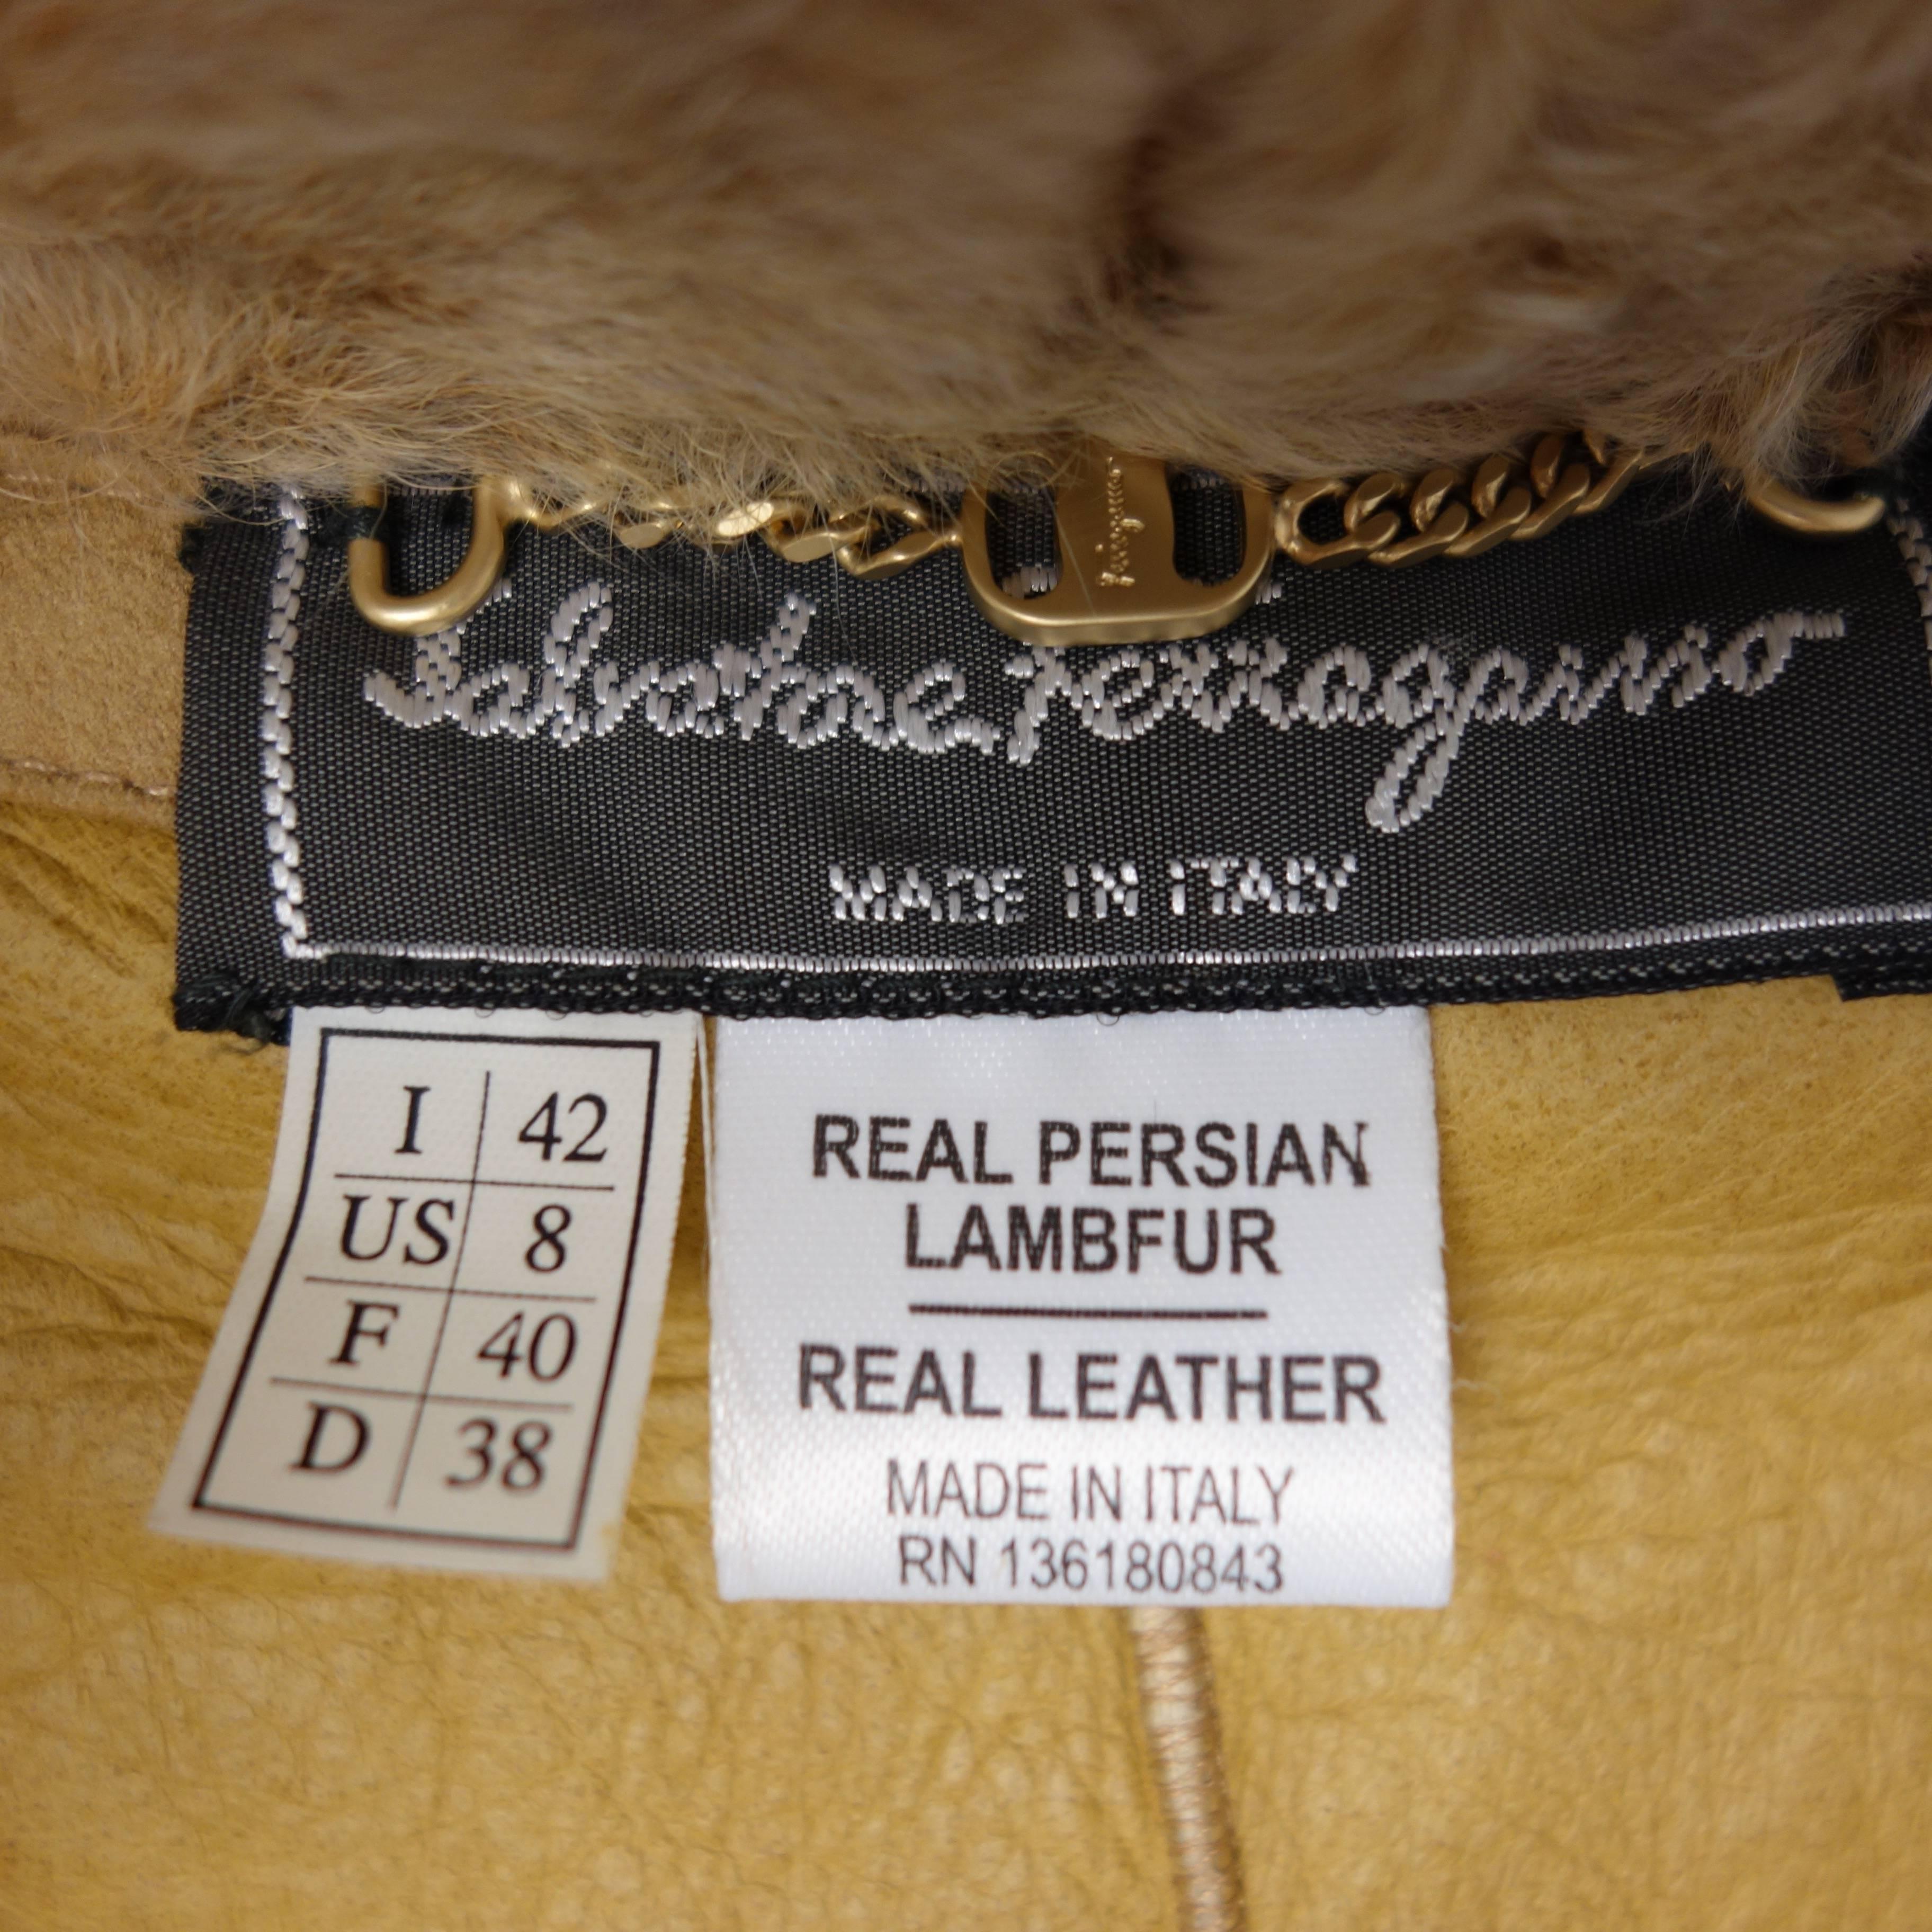 Ferragamo
Salvatore Ferragamo
MADE IN ITALY
I 42
US 8
F 40
D 38
REAL PERSIAN
LAMBFUR
REAL LEATHER
MADE IN ITALY
RN 136180843